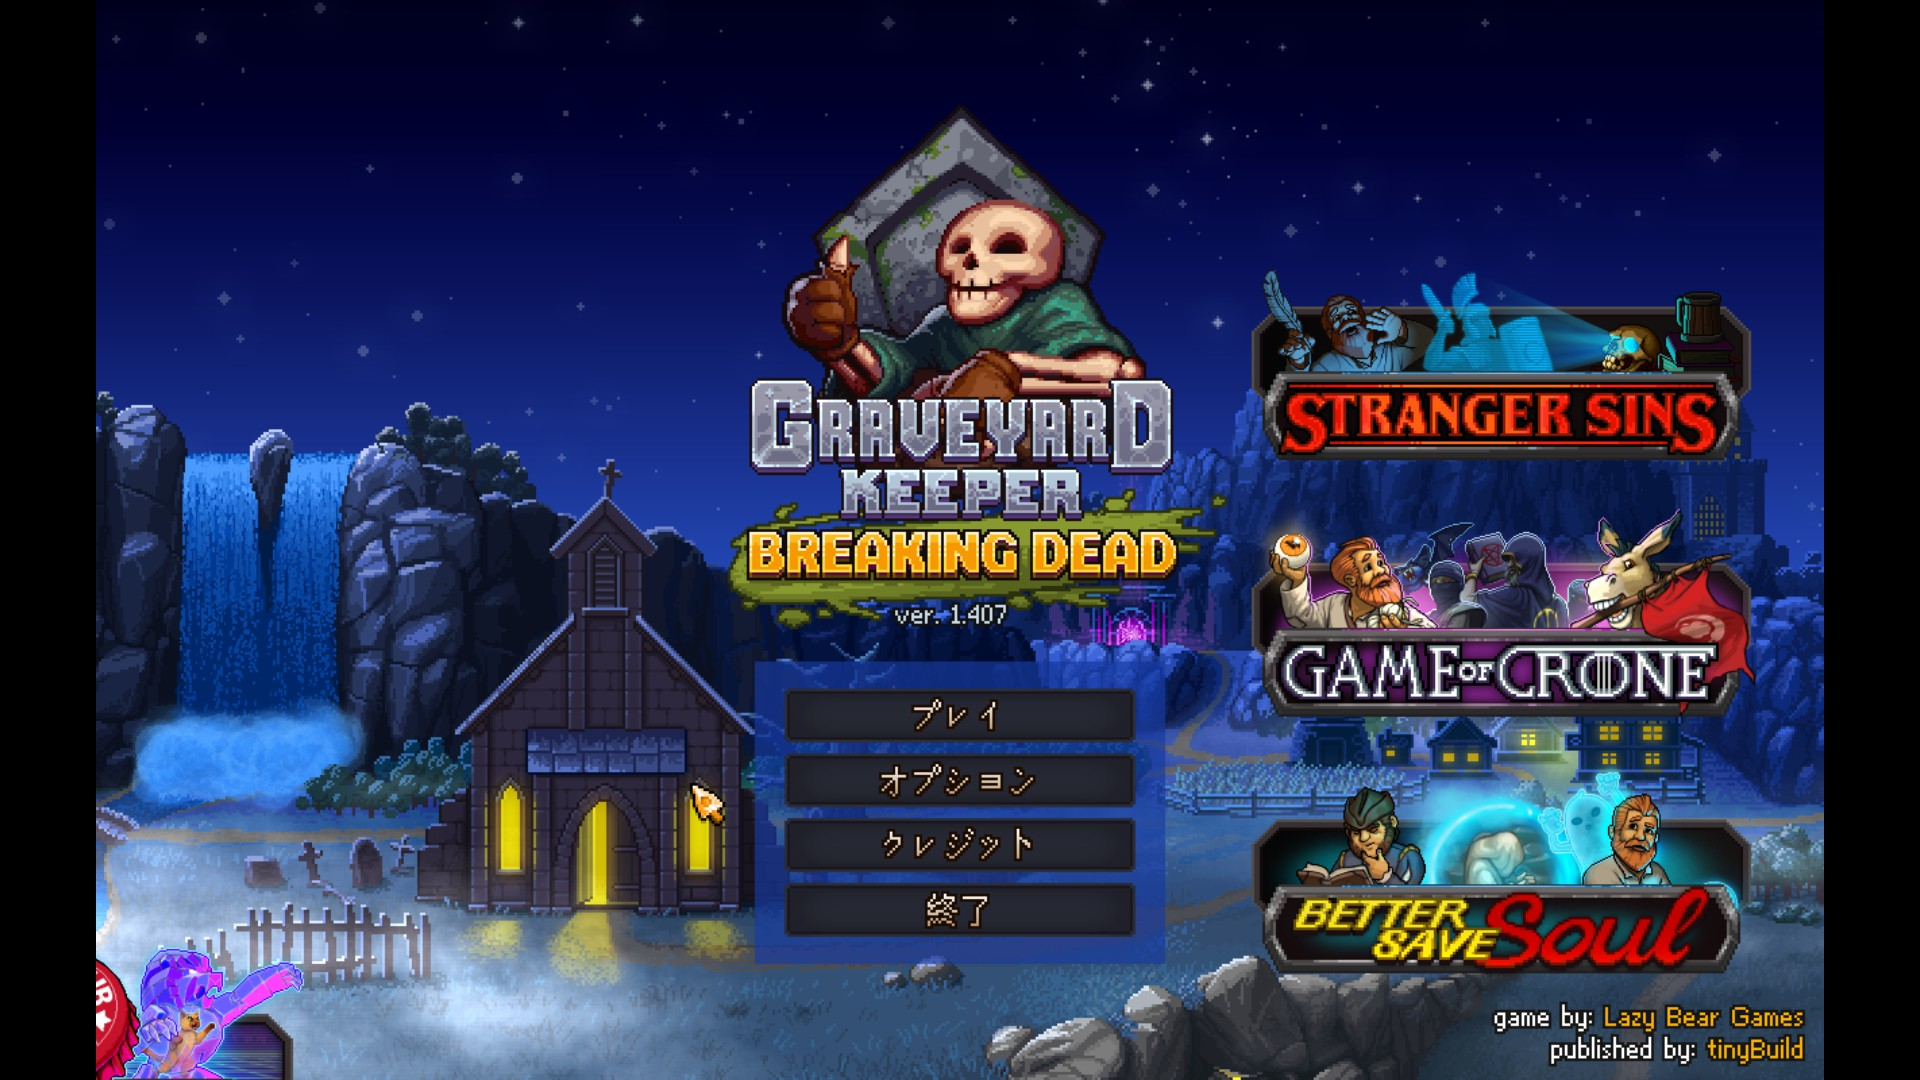 GRAVEYARD
KEEPER
BREAKING DEAD
ver. 1.407
プレイ
オプション
クレジット
終了
STRANGER SINS
GAME OF CRONE
BETTER
SAVE Soul
game by: Lazy Bear Games
published by: tinyBuild